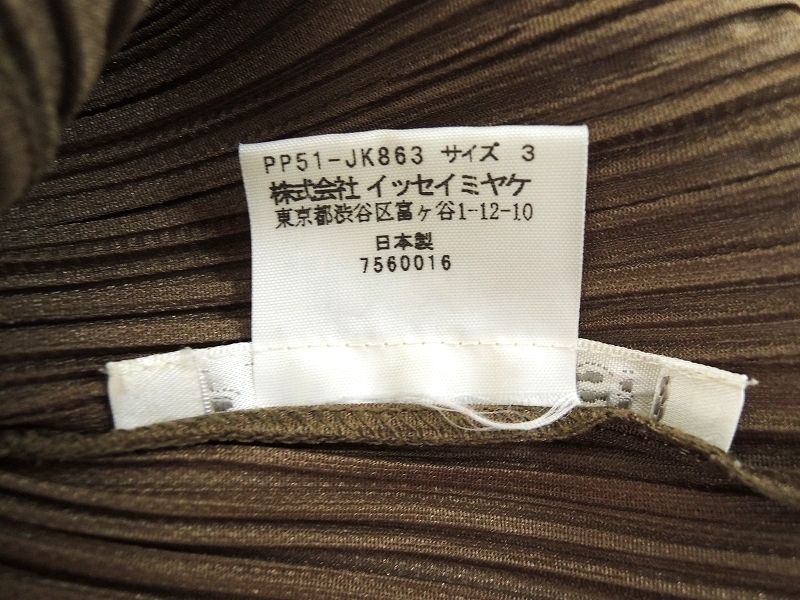 PP51-JK863 サイズ 3
株式会社 イッセイミヤケ
東京都渋谷区富ヶ谷1-12-10
日本製
7560016